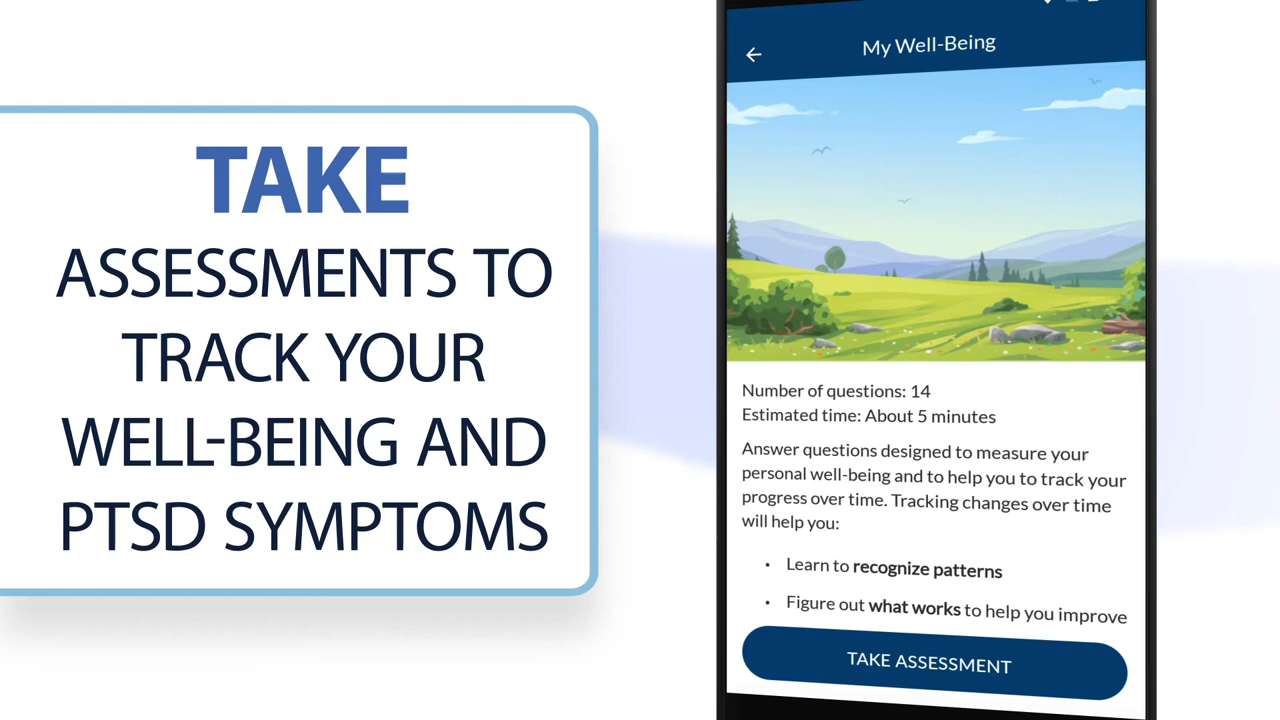 TAKE
ASSESSMENTS TO
TRACK YOUR
WELL-BEING AND
PTSD SYMPTOMS
My Well-Being
Number of questions: 14
Estimated time: About 5 minutes
Answer questions designed to measure your
personal well-being and to help you to track your
progress over time. Tracking changes over time
will help you:
• Learn to recognize patterns
• Figure out what works to help you improve
TAKE ASSESSMENT